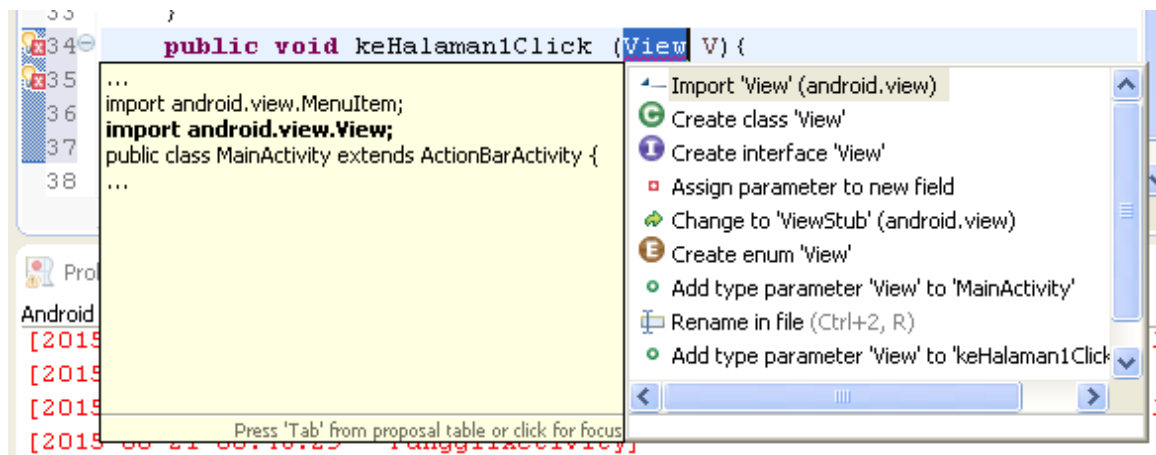 33 }
34 public void keHalaman1Click (View V){
35
36
37
38
...
import android.view.MenuItem;
import android.view.View;
public class MainActivity extends ActionBarActivity {
...
Press 'Tab' from proposal table or click for focus
Import 'View' (android.view)
Create class 'View'
Create interface 'View'
Assign parameter to new field
Change to 'ViewStub' (android.view)
Create enum 'View'
Add type parameter 'View' to 'MainActivity'
Rename in file (Ctrl+2, R)
Add type parameter 'View' to 'keHalaman1Click
Prol
Android
[2015
[2015
[2015
[2015